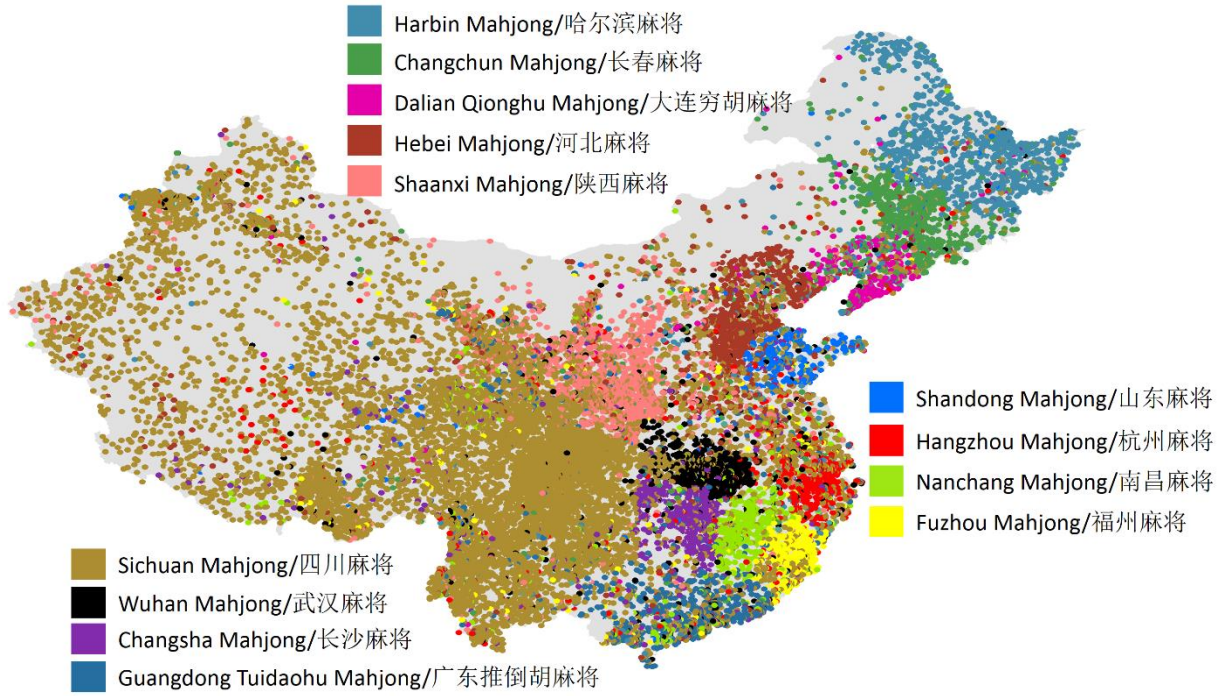 Harbin Mahjong/哈尔滨麻将
Changchun Mahjong/长春麻将
Dalian Qionghu Mahjong/大连穷胡麻将
Hebei Mahjong/河北麻将
Shaanxi Mahjong/陕西麻将
Shandong Mahjong/山东麻将
Hangzhou Mahjong/杭州麻将
Nanchang Mahjong/南昌麻将
Fuzhou Mahjong/福州麻将
Sichuan Mahjong/四川麻将
Wuhan Mahjong/武汉麻将
Changsha Mahjong/长沙麻将
Guangdong Tuidaohu Mahjong/广东推倒胡麻将